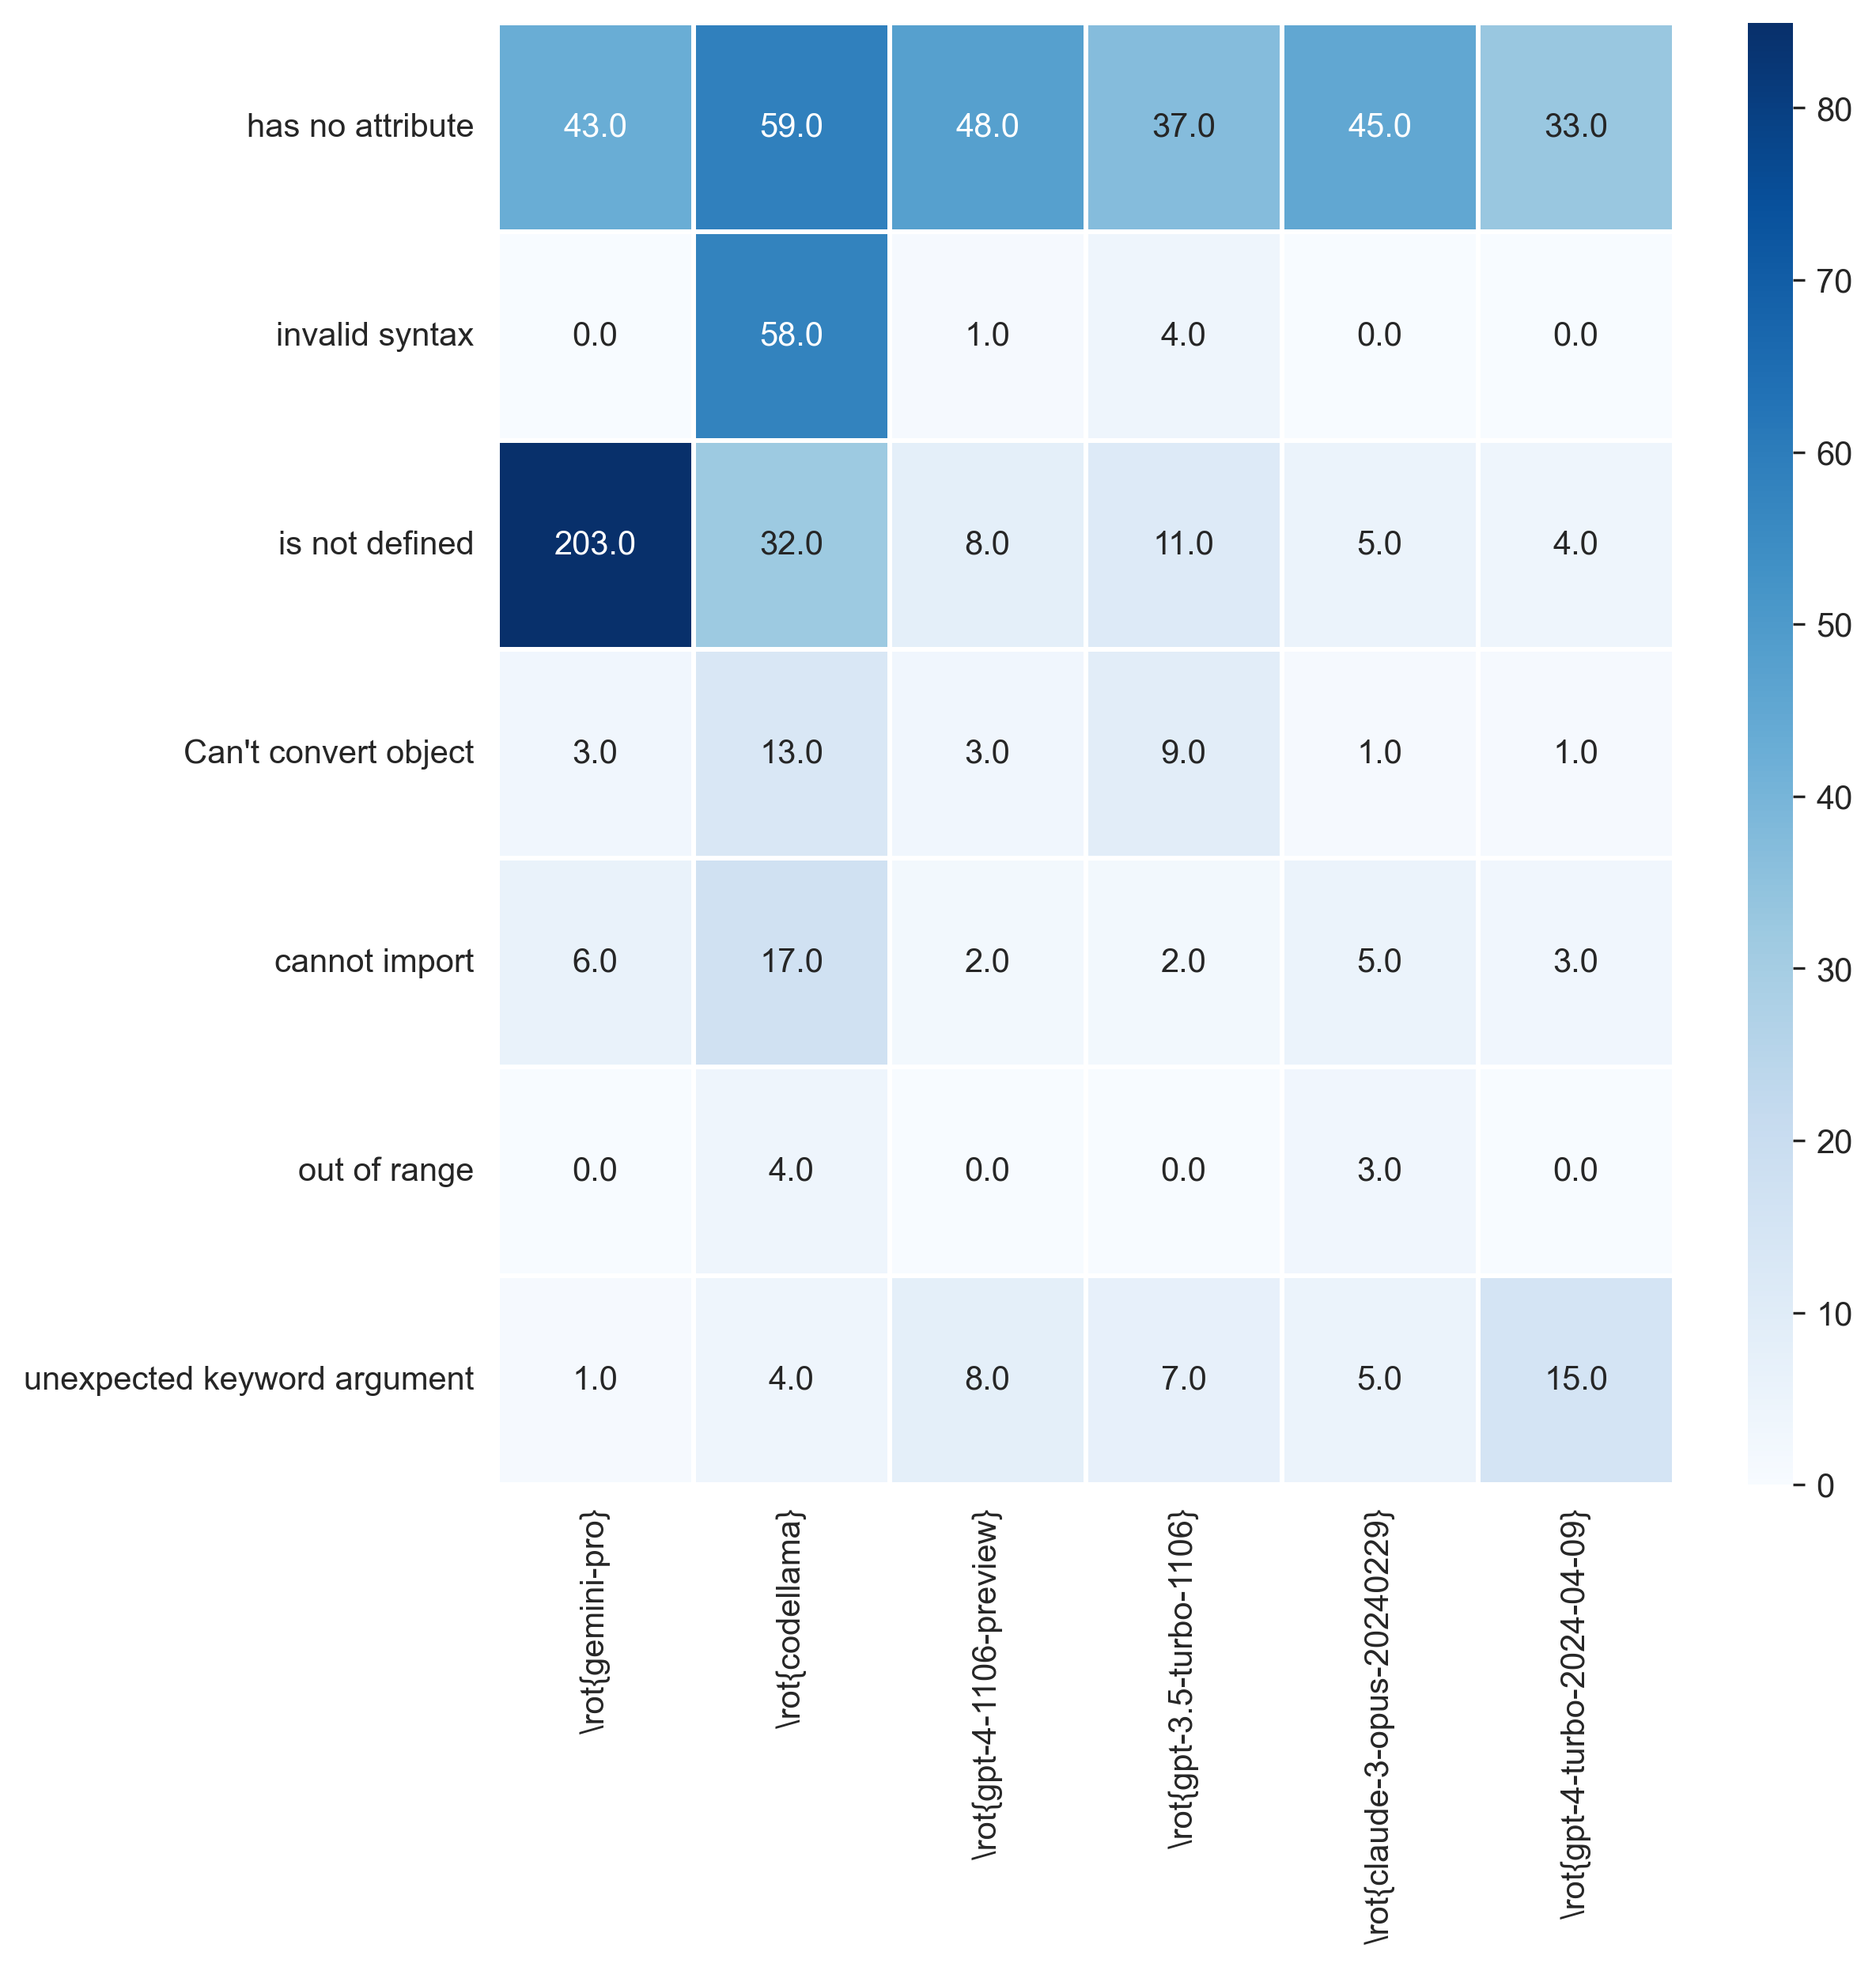 has no attribute 43.0 59.0 48.0 37.0 45.0 33.0
invalid syntax 0.0 58.0 1.0 4.0 0.0 0.0
is not defined 203.0 32.0 8.0 11.0 5.0 4.0
Can't convert object 3.0 13.0 3.0 9.0 1.0 1.0
cannot import 6.0 17.0 2.0 2.0 5.0 3.0
out of range 0.0 4.0 0.0 0.0 3.0 0.0
unexpected keyword argument 1.0 4.0 8.0 7.0 5.0 15.0
\rot{gemini-pro}
\rot{codellama}
\rot{gpt-4-1106-preview}
\rot{gpt-3.5-turbo-1106}
\rot{claude-3-opus-20240229}
\rot{gpt-4-turbo-2024-04-09}
80
70
60
50
40
30
20
10
0